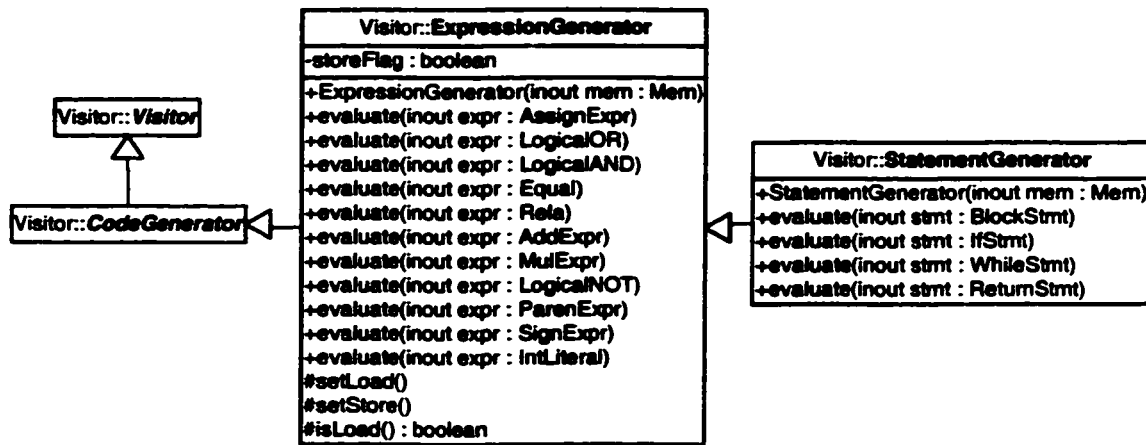 Visitor::Visitor
Visitor::CodeGenerator
Visitor::ExpressionGenerator
-storeFlag : boolean
+ExpressionGenerator(inout mem : Mem)
+evaluate(inout expr : AssignExpr)
+evaluate(inout expr : LogicalOR)
+evaluate(inout expr : LogicalAND)
+evaluate(inout expr : Equal)
+evaluate(inout expr : Rela)
+evaluate(inout expr : AddExpr)
+evaluate(inout expr : MulExpr)
+evaluate(inout expr : LogicalNOT)
+evaluate(inout expr : ParenExpr)
+evaluate(inout expr : SignExpr)
+evaluate(inout expr : IntLiteral)
#setLoad()
#setStore()
#isLoad() : boolean
Visitor::StatementGenerator
+StatementGenerator(inout mem : Mem)
+evaluate(inout stmt : BlockStmt)
+evaluate(inout stmt : IfStmt)
+evaluate(inout stmt : WhileStmt)
+evaluate(inout stmt : ReturnStmt)